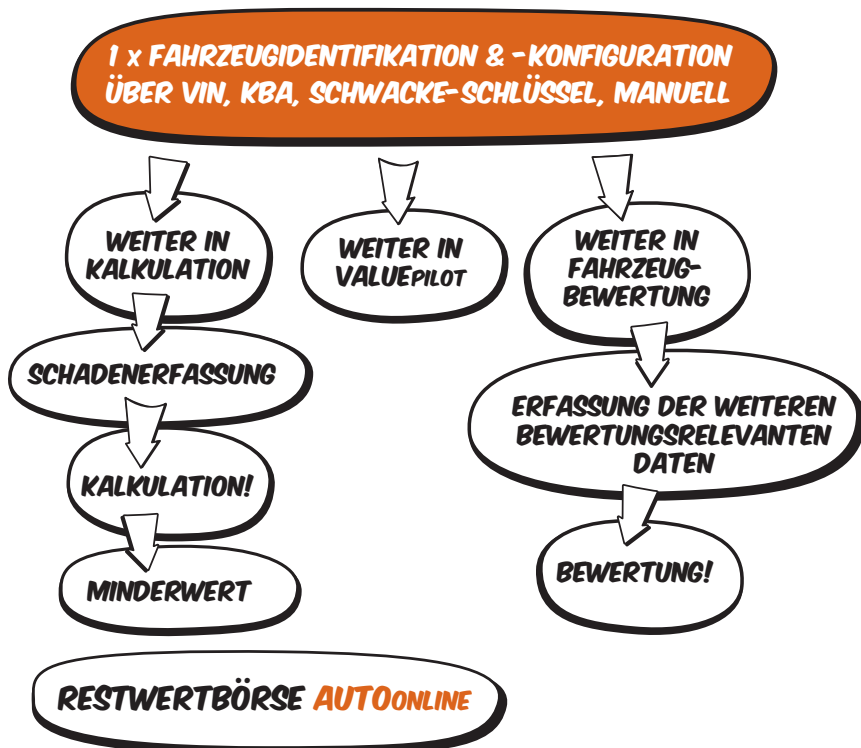 1 x FAHRZEUGIDENTIFIKATION & -KONFIGURATION
ÜBER VIN, KBA, SCHWACKE-SCHLÜSSEL, MANUELL
WEITER IN
KALKULATION
SCHADENERFASSUNG
KALKULATION!
MINDERWERT
WEITER IN
VALUEPILOT
WEITER IN
FAHRZEUG-
BEWERTUNG
ERFASSUNG DER WEITEREN
BEWERTUNGSRELEVANTEN
DATEN
BEWERTUNG!
RESTWERTBÖRSE AUTOONLINE